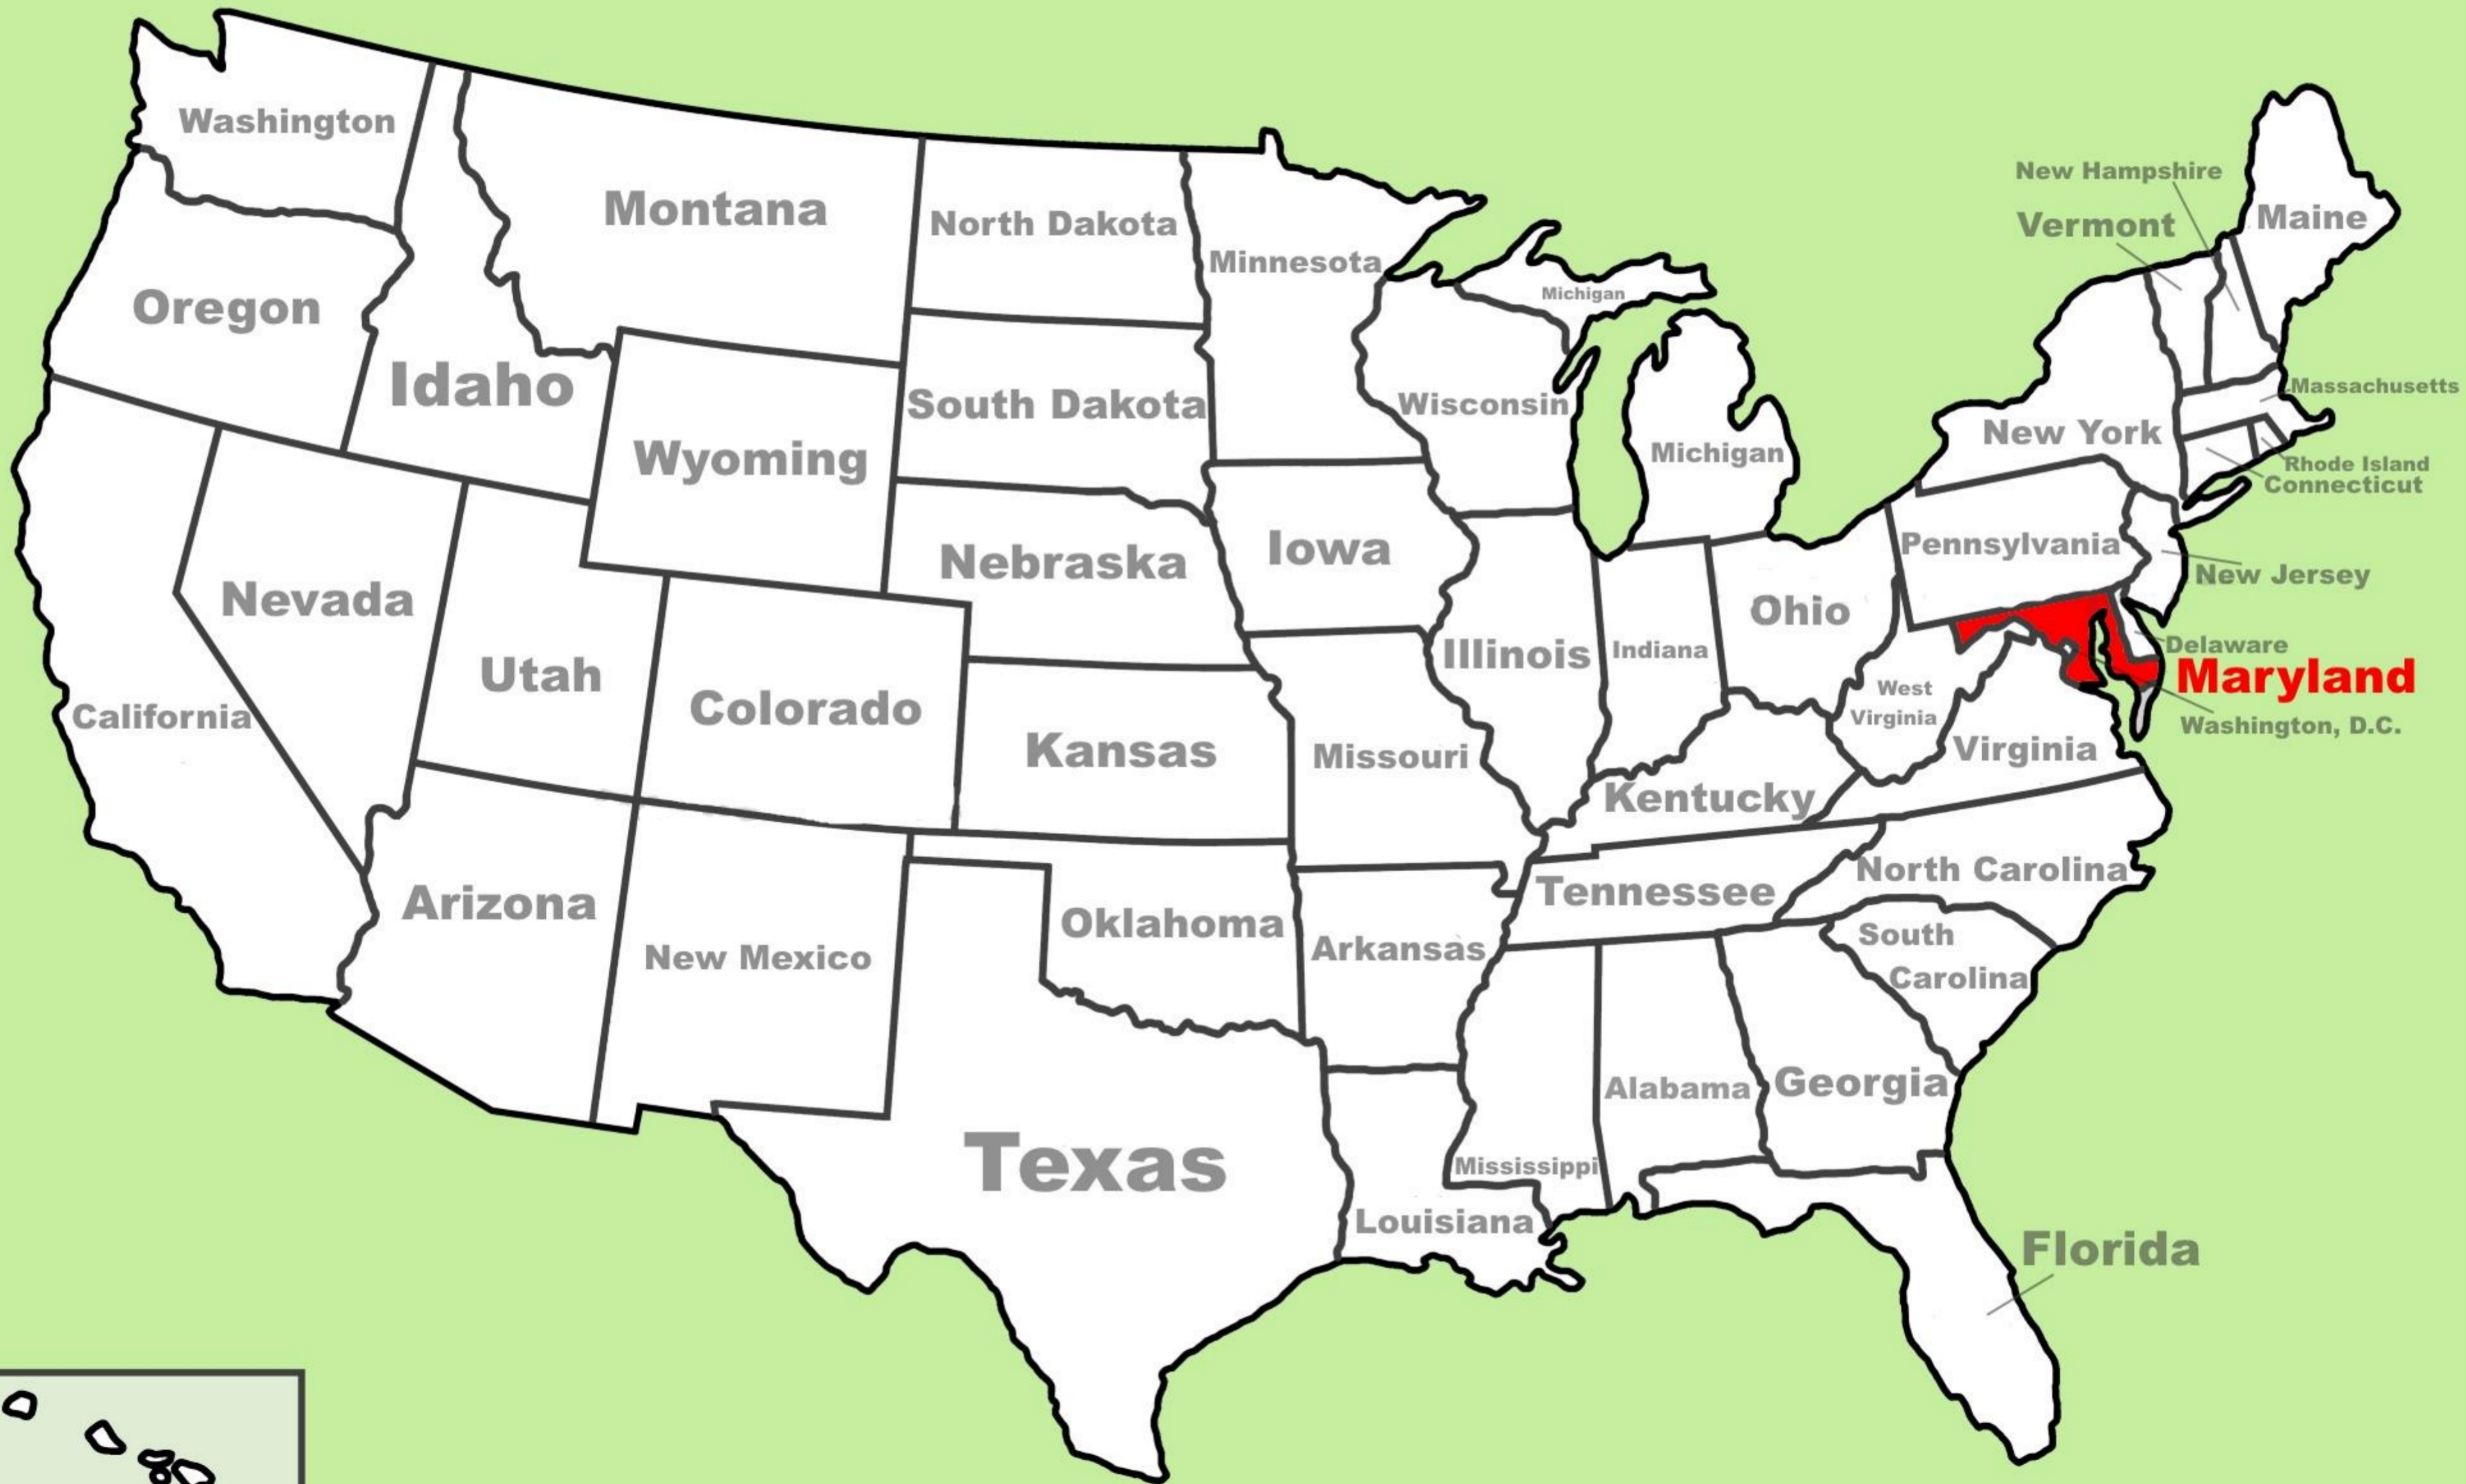 Washington
New Hampshire
Montana
Maine
North Dakota
Vermont
Minnesota
Michigan
Oregon
Idaho
Massachusetts
South Dakota
Wisconsin
New York
Michigan
Wyoming
Rhode Island
Connecticut
Pennsylvania
Iowa
Nebraska
New Jersey
Nevada
Ohio
Delaware
Illinois
Indiana
Utah
Maryland
West
Virginia
Colorado
California
Washington, D.C.
Kansas
Missouri
Virginia
Kentucky
North Carolina
Tennessee
Arizona
Oklahoma
South
Carolina
Arkansas
New Mexico
Alabama
Georgia
Texas
Mississippi
Louisiana
Florida